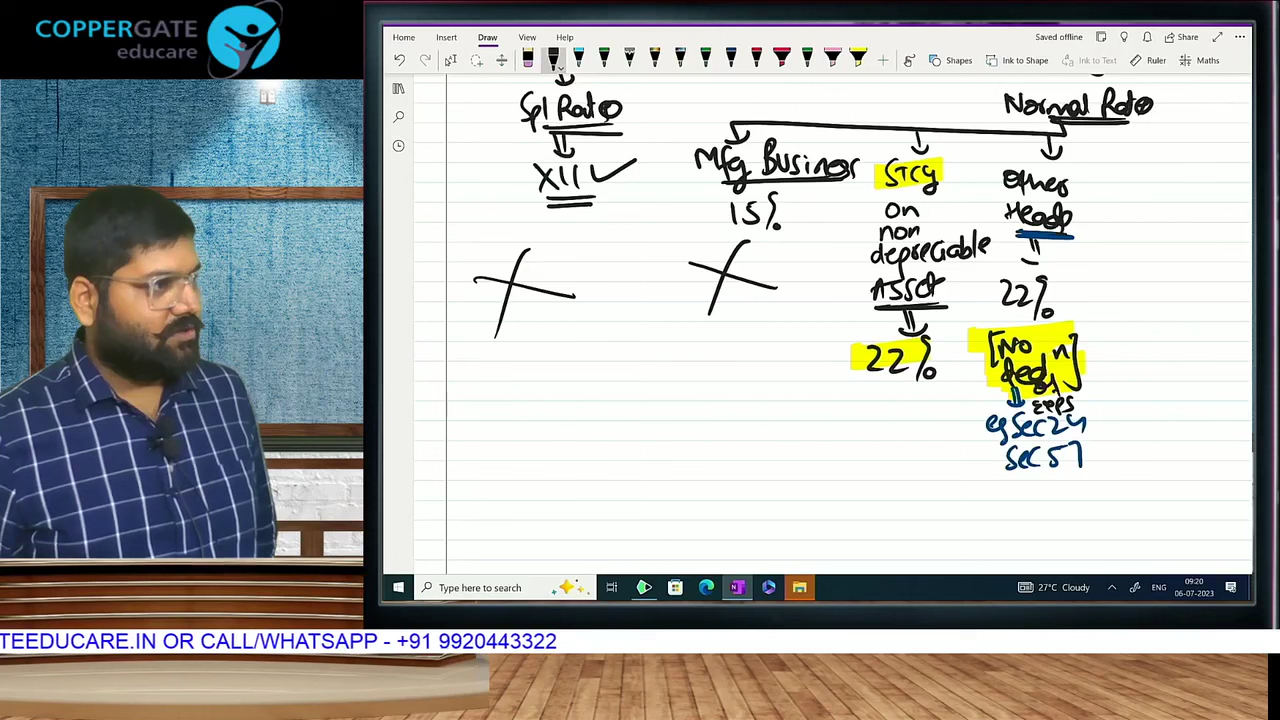 COPPERGATE
educare
Home Insert Draw View Help
Saved offline
Share
Shapes
Ink to Shape
Ink to Text
Ruler
Maths
Spl Rate
Normal Rate
XII
Mfg Business
15%
STCG
on
non
depreciable
Asset
22%
Other
Heads
22%
[No
dedn]
or
Exps
eg Sec 24
Sec 57
Type here to search
27°C Cloudy
ENG
09:20
06-07-2023
TEEDUCARE.IN OR CALL/WHATSAPP - +91 9920443322